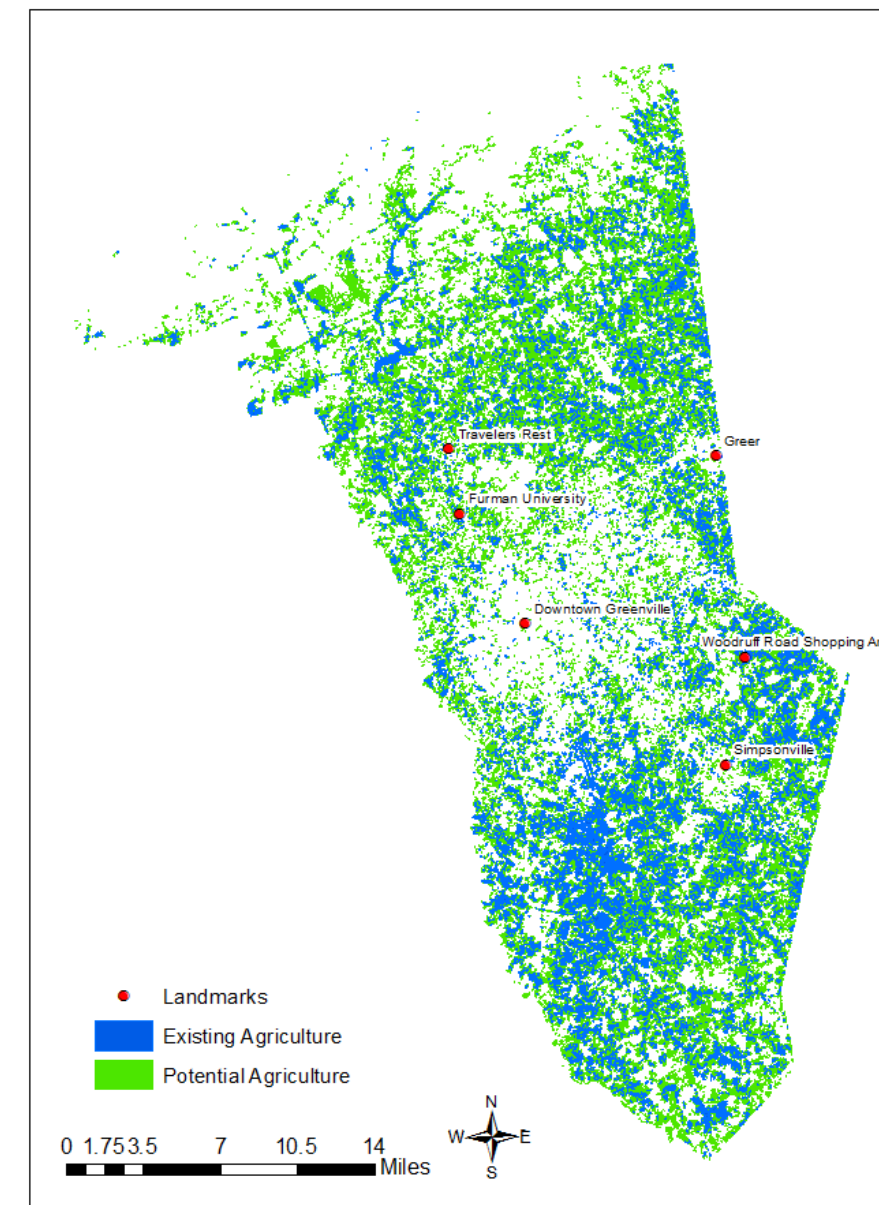 Travelers Rest
Greer
Furman University
Downtown Greenville
Woodruff Road Shopping Ar
Simpsonville
Landmarks
Existing Agriculture
Potential Agriculture
N
W E
S
0 1.75 3.5 7 10.5 14
Miles